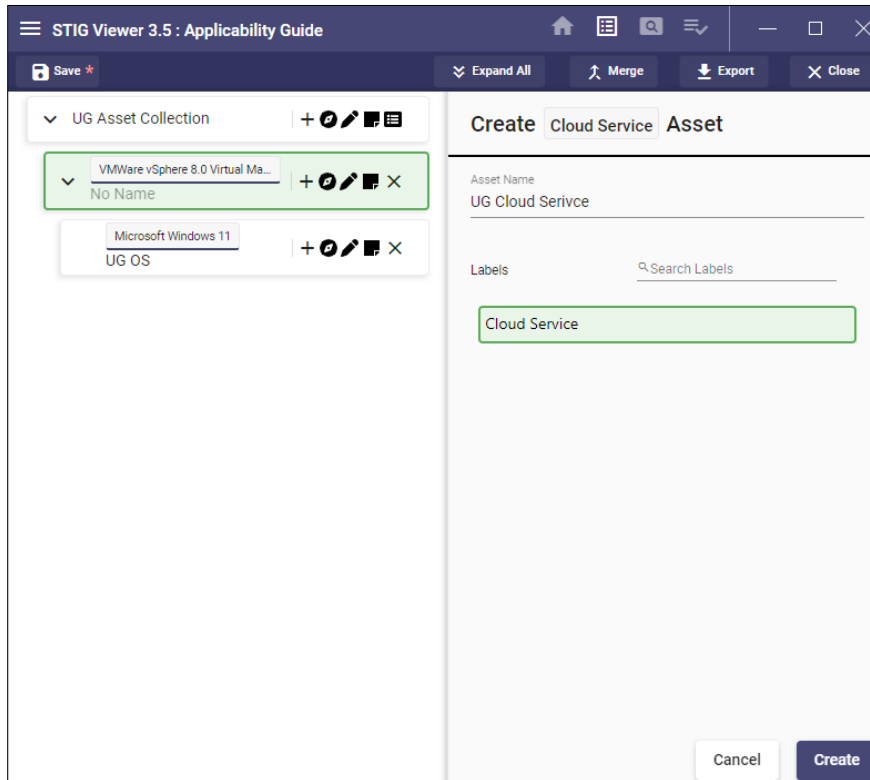 STIG Viewer 3.5 : Applicability Guide
Save *
Expand All
Merge
Export
Close
UG Asset Collection
VMWare vSphere 8.0 Virtual Ma...
No Name
Microsoft Windows 11
UG OS
Create Cloud Service Asset
Asset Name
UG Cloud Serivce
Labels
Search Labels
Cloud Service
Cancel
Create